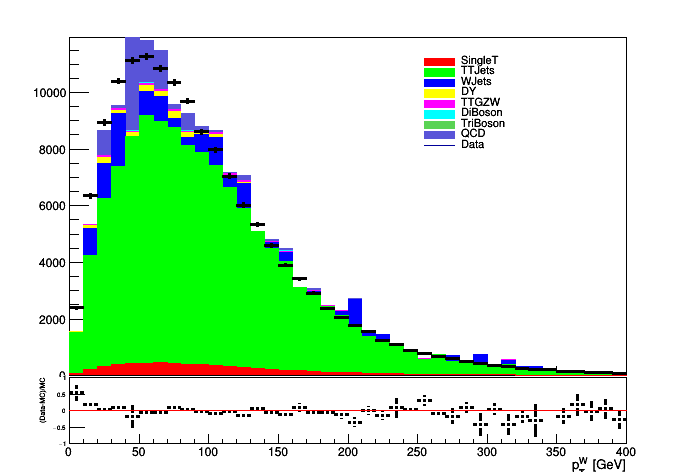 SingleT
TTJets
WJets
DY
TTGZW
DiBoson
TriBoson
QCD
Data
10000
8000
6000
4000
2000
0
(Data-MC)/MC
1
0.5
0
-0.5
-1
0 50 100 150 200 250 300 350 400
p_T^W [GeV]